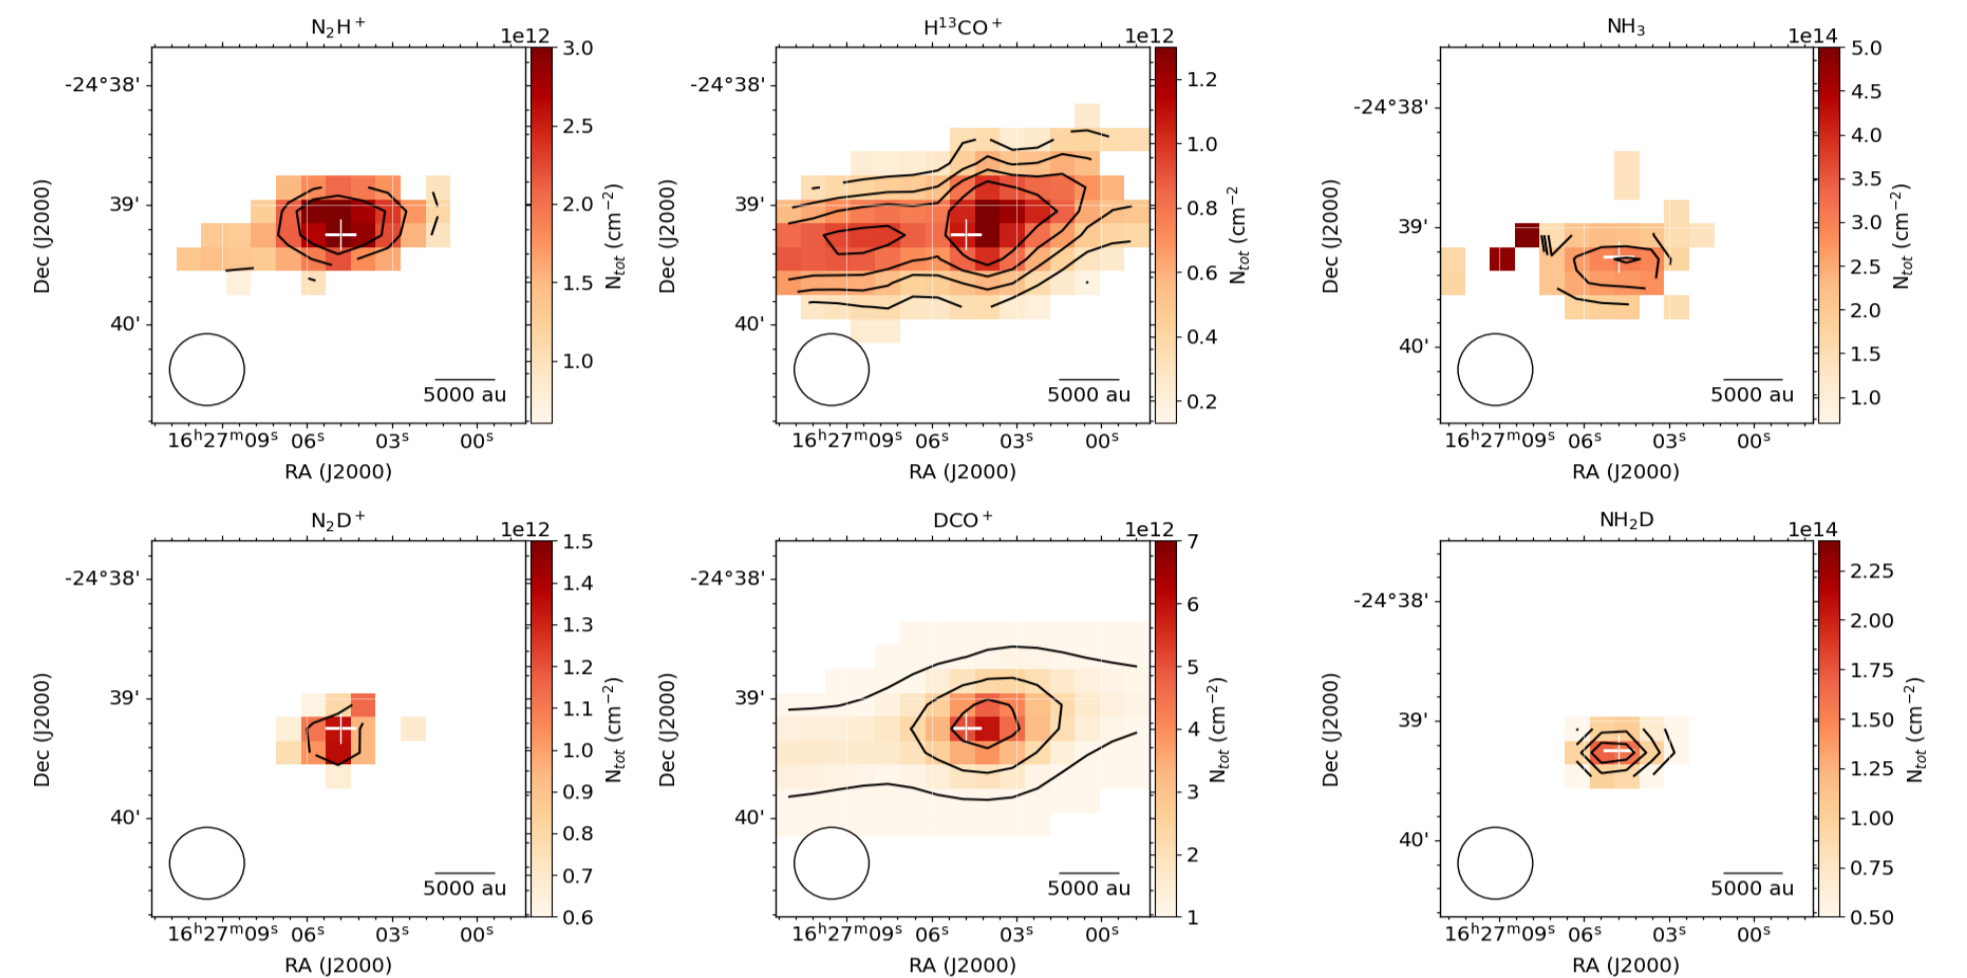 N₂H⁺
1e12
-24°38'
39'
40'
Dec (J2000)
5000 au
16ʰ27ᵐ09ˢ 06ˢ 03ˢ 00ˢ
RA (J2000)
3.0
2.5
2.0
1.5
1.0
Nₜₒₜ (cm⁻²)
H¹³CO⁺
1e12
-24°38'
39'
40'
Dec (J2000)
5000 au
16ʰ27ᵐ09ˢ 06ˢ 03ˢ 00ˢ
RA (J2000)
1.2
1.0
0.8
0.6
0.4
0.2
Nₜₒₜ (cm⁻²
NH₃
1e14
-24°38'
39'
40'
Dec (J2000)
5000 au
16ʰ27ᵐ09ˢ 06ˢ 03ˢ 00ˢ
RA (J2000)
5.0
4.5
4.0
3.5
3.0
2.5
2.0
1.5
1.0
Nₜₒₜ (cm⁻²)
N₂D⁺
1e12
-24°38'
39'
40'
Dec (J2000)
5000 au
16ʰ27ᵐ09ˢ 06ˢ 03ˢ 00ˢ
RA (J2000)
1.5
1.4
1.3
1.2
1.1
1.0
0.9
0.8
0.7
0.6
Nₜₒₜ (cm⁻²)
DCO⁺
1e12
-24°38'
39'
40'
Dec (J2000)
5000 au
16ʰ27ᵐ09ˢ 06ˢ 03ˢ 00ˢ
RA (J2000)
7
6
5
4
3
2
1
Nₜₒₜ (cm⁻²)
NH₂D
1e14
-24°38'
39'
40'
Dec (J2000)
5000 au
16ʰ27ᵐ09ˢ 06ˢ 03ˢ 00ˢ
RA (J2000)
2.25
2.00
1.75
1.50
1.25
1.00
0.75
0.50
Nₜₒₜ (cm⁻²)